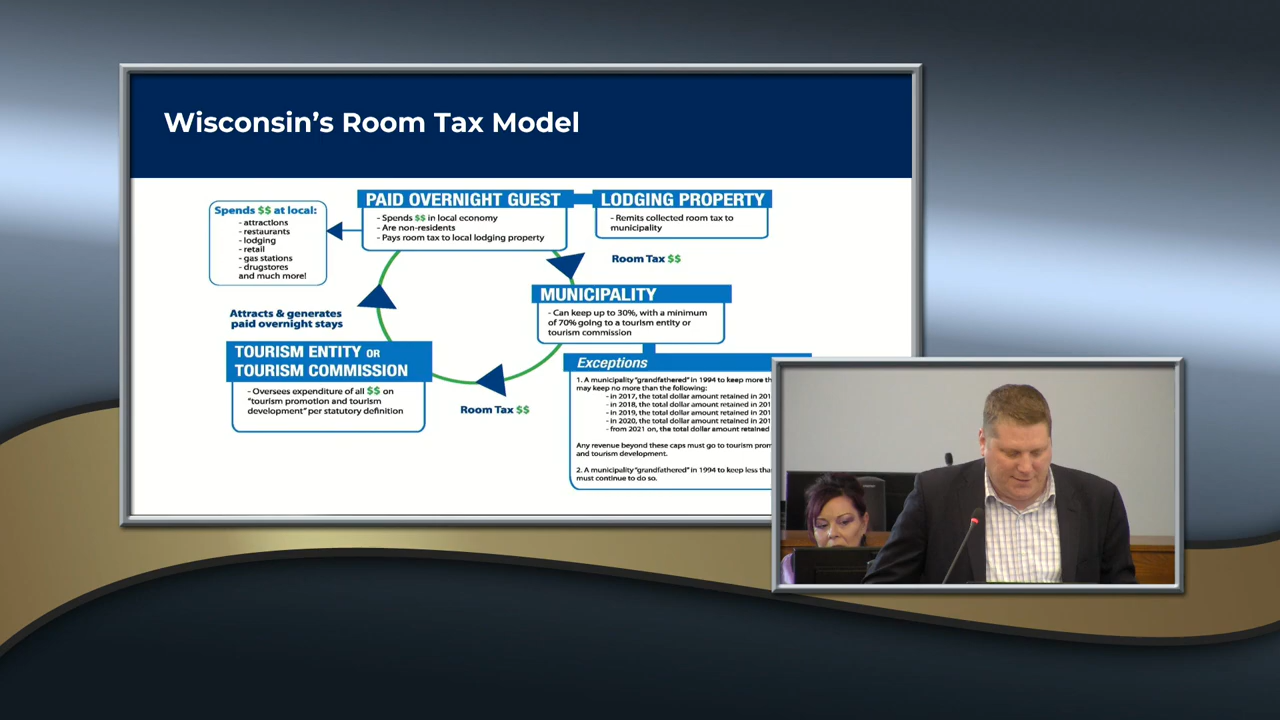 Wisconsin's Room Tax Model
PAID OVERNIGHT GUEST
- Spends $$ in local economy
- Are non-residents
- Pays room tax to local lodging property
LODGING PROPERTY
- Remits collected room tax to
municipality
Spends $$ at local:
- attractions
- restaurants
- lodging
- retail
- gas stations
- drugstores
and much more!
Room Tax $$
MUNICIPALITY
- Can keep up to 30%, with a minimum
of 70% going to a tourism entity or
tourism commission
Attracts & generates
paid overnight stays
TOURISM ENTITY OR
TOURISM COMMISSION
- Oversees expenditure of all $$ on
"tourism promotion and tourism
development" per statutory definition
Room Tax $$
Exceptions
1. A municipality "grandfathered" in 1994 to keep more th
may keep no more than the following:
- in 2017, the total dollar amount retained in 201
- in 2018, the total dollar amount retained in 201
- in 2019, the total dollar amount retained in 201
- in 2020, the total dollar amount retained in 201
- from 2021 on, the total dollar amount retained
Any revenue beyond these caps must go to tourism prom
and tourism development.
2. A municipality "grandfathered" in 1994 to keep less tha
must continue to do so.